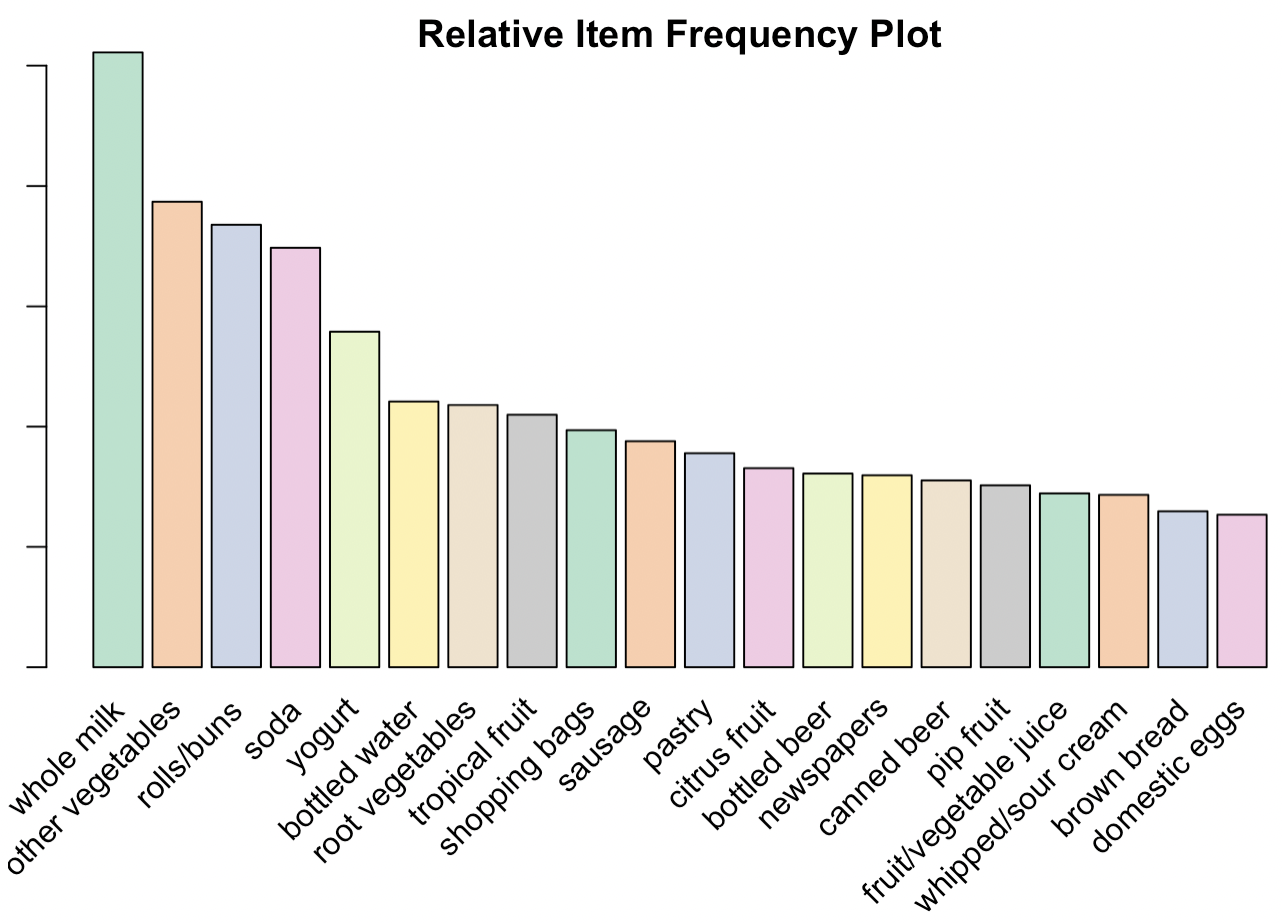 Relative Item Frequency Plot
whole milk
other vegetables
rolls/buns
soda
yogurt
bottled water
root vegetables
tropical fruit
shopping bags
sausage
pastry
citrus fruit
bottled beer
newspapers
canned beer
pip fruit
fruit/vegetable juice
whipped/sour cream
brown bread
domestic eggs